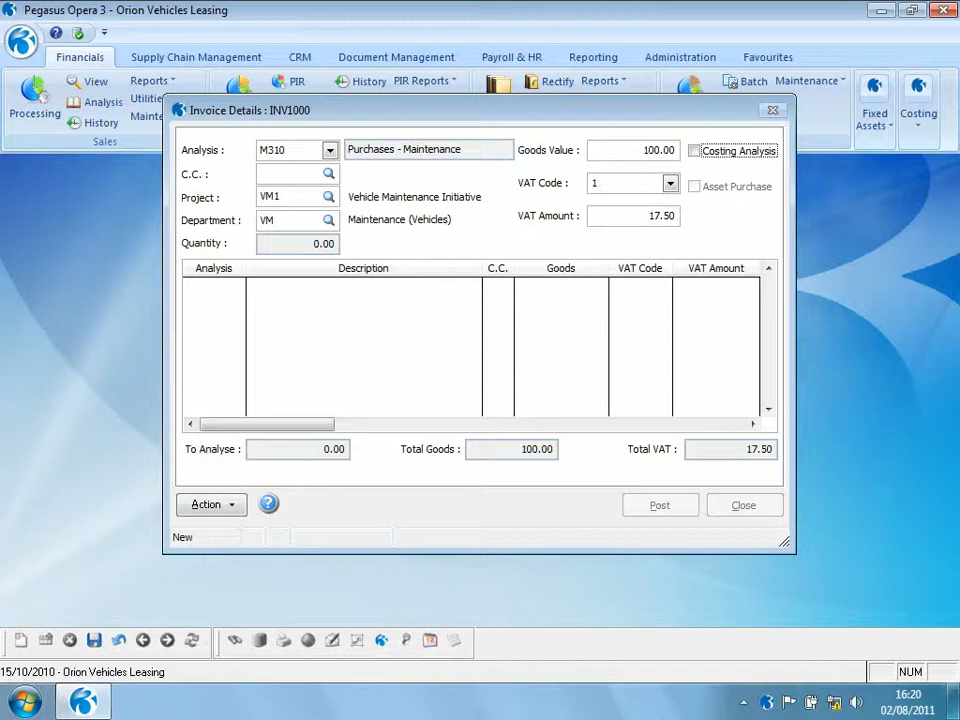 Pegasus Opera 3 - Orion Vehicles Leasing
Financials Supply Chain Management CRM Document Management Payroll & HR Reporting Administration Favourites
Processing View Reports PIR History PIR Reports Rectify Reports Batch Maintenance
Analysis Utilitie
History Mainte
Fixed Assets Costing
Sales
Invoice Details : INV1000
Analysis : M310 Purchases - Maintenance Goods Value : 100.00 Costing Analysis
C.C. :
VAT Code : 1 Asset Purchase
Project : VM1 Vehicle Maintenance Initiative
Department : VM Maintenance (Vehicles) VAT Amount : 17.50
Quantity : 0.00
Analysis Description C.C. Goods VAT Code VAT Amount
To Analyse : 0.00 Total Goods : 100.00 Total VAT : 17.50
Action Post Close
New
15/10/2010 - Orion Vehicles Leasing NUM
16:20
02/08/2011